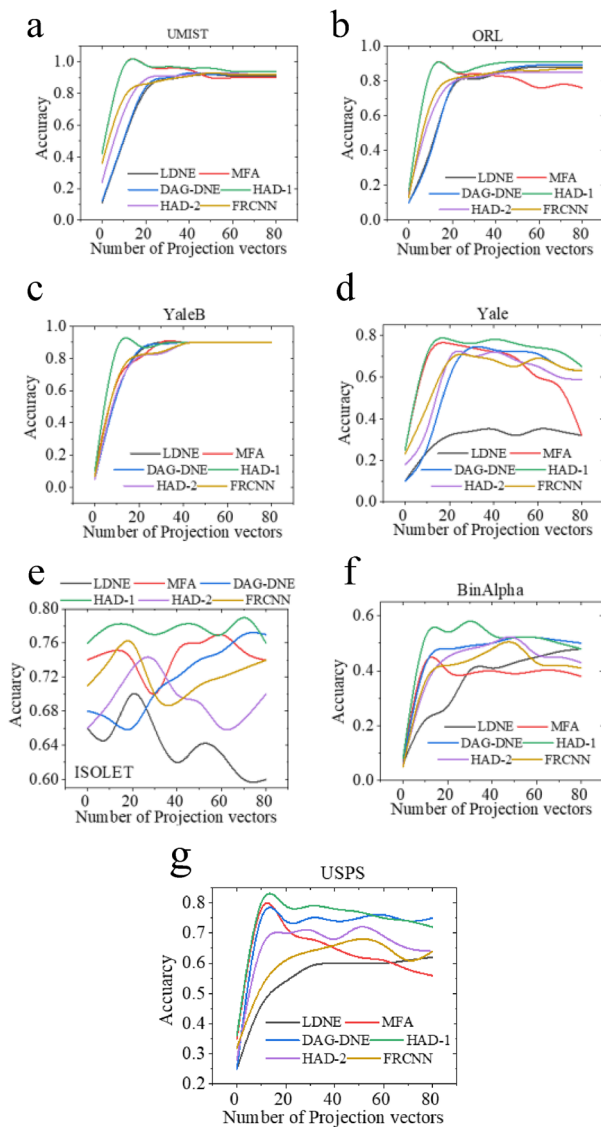 a
UMIST
1.0
0.8
0.6
0.4
0.2
0.0
Accuracy
LDNE MFA
DAG-DNE HAD-1
HAD-2 FRCNN
0 20 40 60 80
Number of Projection vectors
b
ORL
1.0
0.8
0.6
0.4
0.2
0.0
Accuracy
LDNE MFA
DAG-DNE HAD-1
HAD-2 FRCNN
0 20 40 60 80
Number of Projection vectors
c
YaleB
1.0
0.8
0.6
0.4
0.2
0.0
Accuracy
LDNE MFA
DAG-DNE HAD-1
HAD-2 FRCNN
0 20 40 60 80
Number of Projection vectors
d
Yale
0.8
0.6
0.4
0.2
0.0
Accuracy
LDNE MFA
DAG-DNE HAD-1
HAD-2 FRCNN
0 20 40 60 80
Number of Projection vectors
e
LDNE MFA DAG-DNE
HAD-1 HAD-2 FRCNN
0.80
0.76
0.72
0.68
0.64
0.60
Accuarcy
ISOLET
0 20 40 60 80
Number of Projection vectors
f
BinAlpha
0.6
0.4
0.2
0.0
Accuarcy
LDNE MFA
DAG-DNE HAD-1
HAD-2 FRCNN
0 20 40 60 80
Number of Projection vectors
g
USPS
0.8
0.7
0.6
0.5
0.4
0.3
0.2
Accuarcy
LDNE MFA
DAG-DNE HAD-1
HAD-2 FRCNN
0 20 40 60 80
Number of Projection vectors